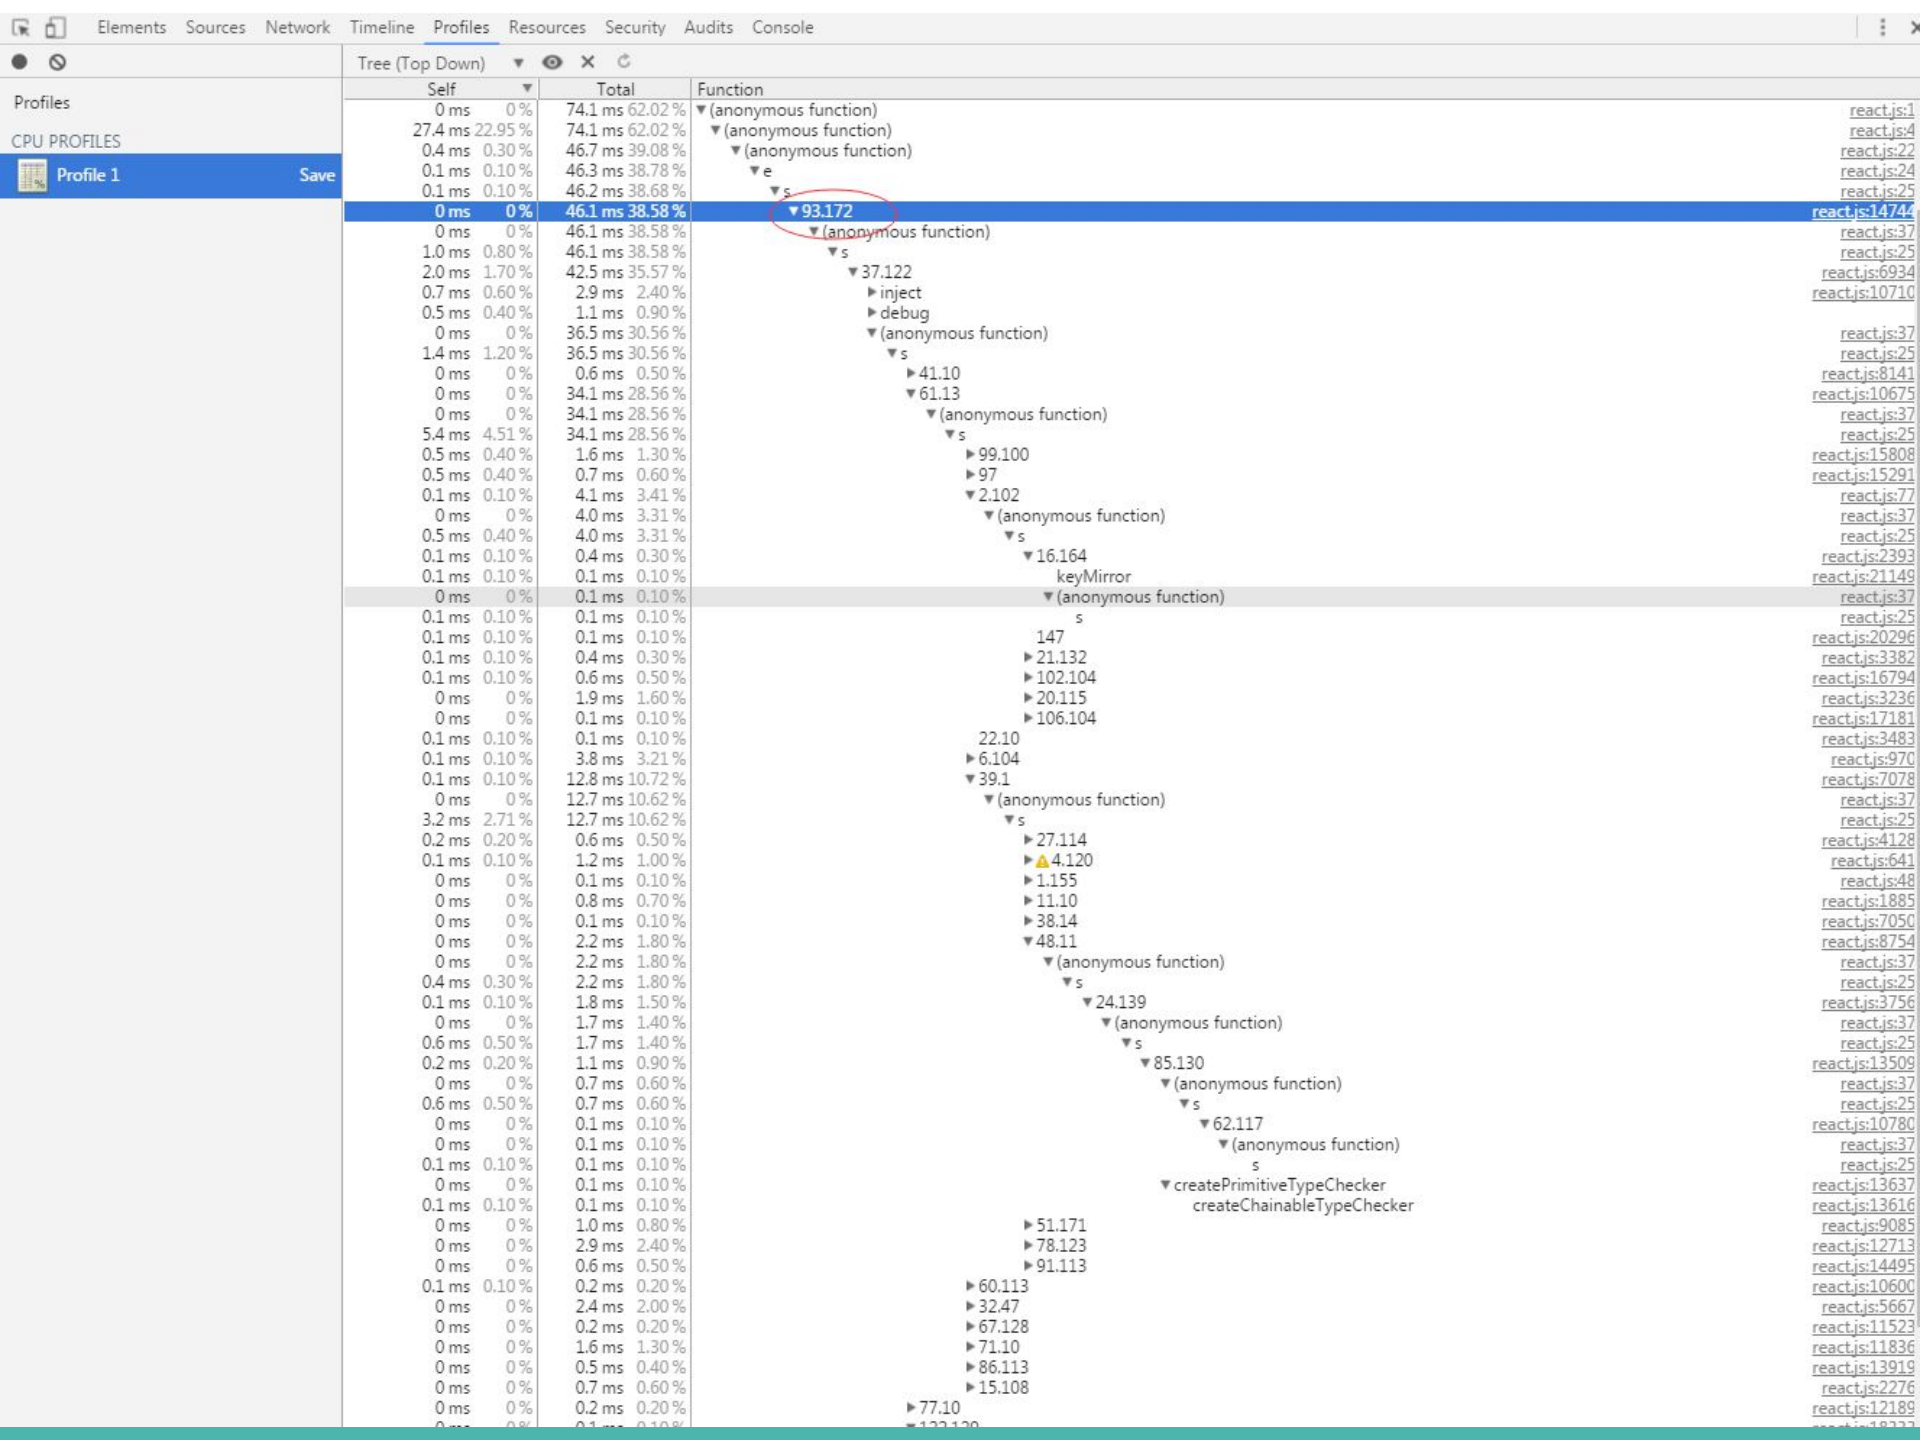 Elements Sources Network Timeline Profiles Resources Security Audits Console
Tree (Top Down)
Profiles
CPU PROFILES
Profile 1 Save
Self Total Function
0 ms 0 % 74.1 ms 62.02 % (anonymous function) react.js:1
27.4 ms 22.95 % 74.1 ms 62.02 % (anonymous function) react.js:4
0.4 ms 0.30 % 46.7 ms 39.08 % (anonymous function) react.js:22
0.1 ms 0.10 % 46.3 ms 38.78 % e react.js:24
0.1 ms 0.10 % 46.2 ms 38.68 % s react.js:25
0 ms 0 % 46.1 ms 38.58 % 93.172 react.js:14744
0 ms 0 % 46.1 ms 38.58 % (anonymous function) react.js:37
1.0 ms 0.80 % 46.1 ms 38.58 % s react.js:25
2.0 ms 1.70 % 42.5 ms 35.57 % 37.122 react.js:6934
0.7 ms 0.60 % 2.9 ms 2.40 % inject react.js:10710
0.5 ms 0.40 % 1.1 ms 0.90 % debug
0 ms 0 % 36.5 ms 30.56 % (anonymous function) react.js:37
1.4 ms 1.20 % 36.5 ms 30.56 % s react.js:25
0 ms 0 % 0.6 ms 0.50 % 41.10 react.js:8141
0 ms 0 % 34.1 ms 28.56 % 61.13 react.js:10675
0 ms 0 % 34.1 ms 28.56 % (anonymous function) react.js:37
5.4 ms 4.51 % 34.1 ms 28.56 % s react.js:25
0.5 ms 0.40 % 1.6 ms 1.30 % 99.100 react.js:15808
0.5 ms 0.40 % 0.7 ms 0.60 % 97 react.js:15291
0.1 ms 0.10 % 4.1 ms 3.41 % 2.102 react.js:77
0 ms 0 % 4.0 ms 3.31 % (anonymous function) react.js:37
0.5 ms 0.40 % 4.0 ms 3.31 % s react.js:25
0.1 ms 0.10 % 0.4 ms 0.30 % 16.164 react.js:2393
0.1 ms 0.10 % 0.1 ms 0.10 % keyMirror react.js:21149
0 ms 0 % 0.1 ms 0.10 % (anonymous function) react.js:37
0.1 ms 0.10 % 0.1 ms 0.10 % s react.js:25
0.1 ms 0.10 % 0.1 ms 0.10 % 147 react.js:20296
0.1 ms 0.10 % 0.4 ms 0.30 % 21.132 react.js:3382
0.1 ms 0.10 % 0.6 ms 0.50 % 102.104 react.js:16794
0 ms 0 % 1.9 ms 1.60 % 20.115 react.js:3236
0 ms 0 % 0.1 ms 0.10 % 106.104 react.js:17181
0.1 ms 0.10 % 0.1 ms 0.10 % 22.10 react.js:3483
0.1 ms 0.10 % 3.8 ms 3.21 % 6.104 react.js:970
0.1 ms 0.10 % 12.8 ms 10.72 % 39.1 react.js:7078
0 ms 0 % 12.7 ms 10.62 % (anonymous function) react.js:37
3.2 ms 2.71 % 12.7 ms 10.62 % s react.js:25
0.2 ms 0.20 % 0.6 ms 0.50 % 27.114 react.js:4128
0.1 ms 0.10 % 1.2 ms 1.00 % 4.120 react.js:641
0 ms 0 % 0.1 ms 0.10 % 1.155 react.js:48
0 ms 0 % 0.8 ms 0.70 % 11.10 react.js:1885
0 ms 0 % 0.1 ms 0.10 % 38.14 react.js:7050
0 ms 0 % 2.2 ms 1.80 % 48.11 react.js:8754
0 ms 0 % 2.2 ms 1.80 % (anonymous function) react.js:37
0.4 ms 0.30 % 2.2 ms 1.80 % s react.js:25
0.1 ms 0.10 % 1.8 ms 1.50 % 24.139 react.js:3756
0 ms 0 % 1.7 ms 1.40 % (anonymous function) react.js:37
0.6 ms 0.50 % 1.7 ms 1.40 % s react.js:25
0.2 ms 0.20 % 1.1 ms 0.90 % 85.130 react.js:13509
0 ms 0 % 0.7 ms 0.60 % (anonymous function) react.js:37
0.6 ms 0.50 % 0.7 ms 0.60 % s react.js:25
0 ms 0 % 0.1 ms 0.10 % 62.117 react.js:10780
0 ms 0 % 0.1 ms 0.10 % (anonymous function) react.js:37
0.1 ms 0.10 % 0.1 ms 0.10 % s react.js:25
0 ms 0 % 0.1 ms 0.10 % createPrimitiveTypeChecker react.js:13637
0.1 ms 0.10 % 0.1 ms 0.10 % createChainableTypeChecker react.js:13616
0 ms 0 % 1.0 ms 0.80 % 51.171 react.js:9085
0 ms 0 % 2.9 ms 2.40 % 78.123 react.js:12713
0 ms 0 % 0.6 ms 0.50 % 91.113 react.js:14495
0.1 ms 0.10 % 0.2 ms 0.20 % 60.113 react.js:10600
0 ms 0 % 2.4 ms 2.00 % 32.47 react.js:5667
0 ms 0 % 0.2 ms 0.20 % 67.128 react.js:11523
0 ms 0 % 1.6 ms 1.30 % 71.10 react.js:11836
0 ms 0 % 0.5 ms 0.40 % 86.113 react.js:13919
0 ms 0 % 0.7 ms 0.60 % 15.108 react.js:2276
0 ms 0 % 0.2 ms 0.20 % 77.10 react.js:12189